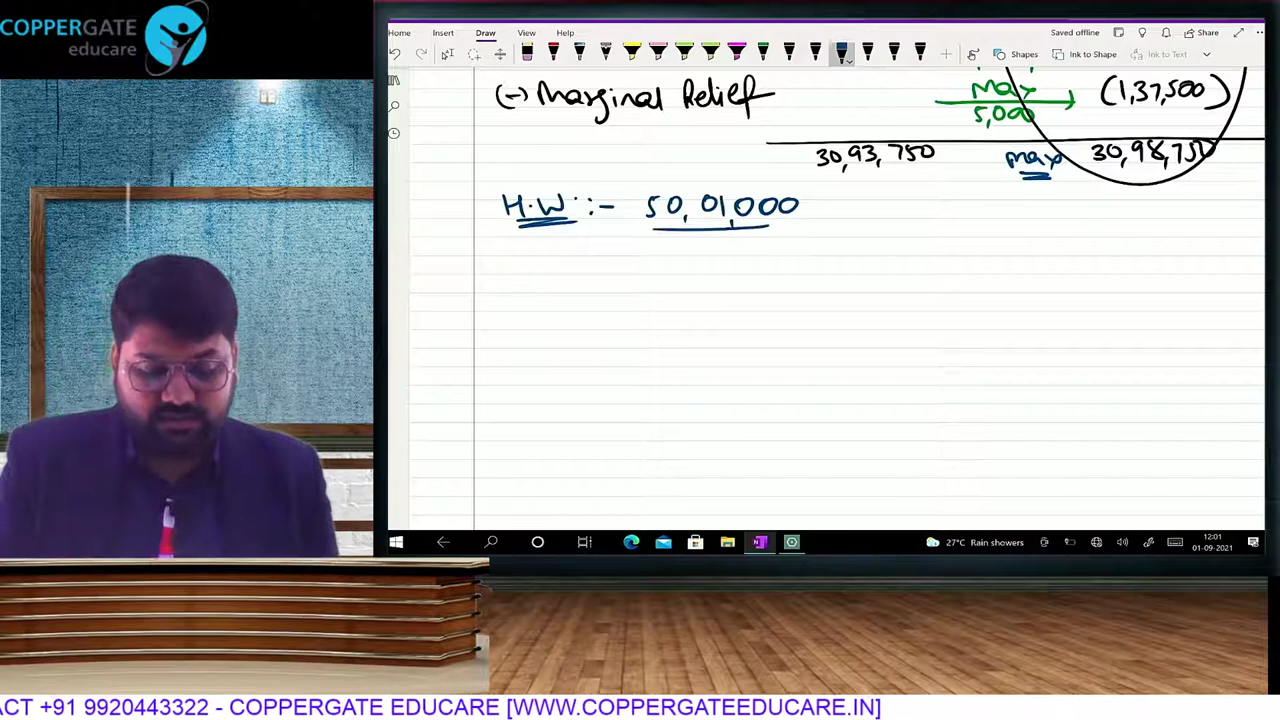 COPPERGATE
educare
Home Insert Draw View Help Saved offline Share
Shapes Ink to Shape Ink to Text
(-) Marginal Relief max (1,37,500)
5,000
30,93,750 max 30,98,750
H.W :- 50,01,000
27°C Rain showers 12:01
01-09-2021
ACT +91 9920443322 - COPPERGATE EDUCARE [WWW.COPPERGATEEDUCARE.IN]